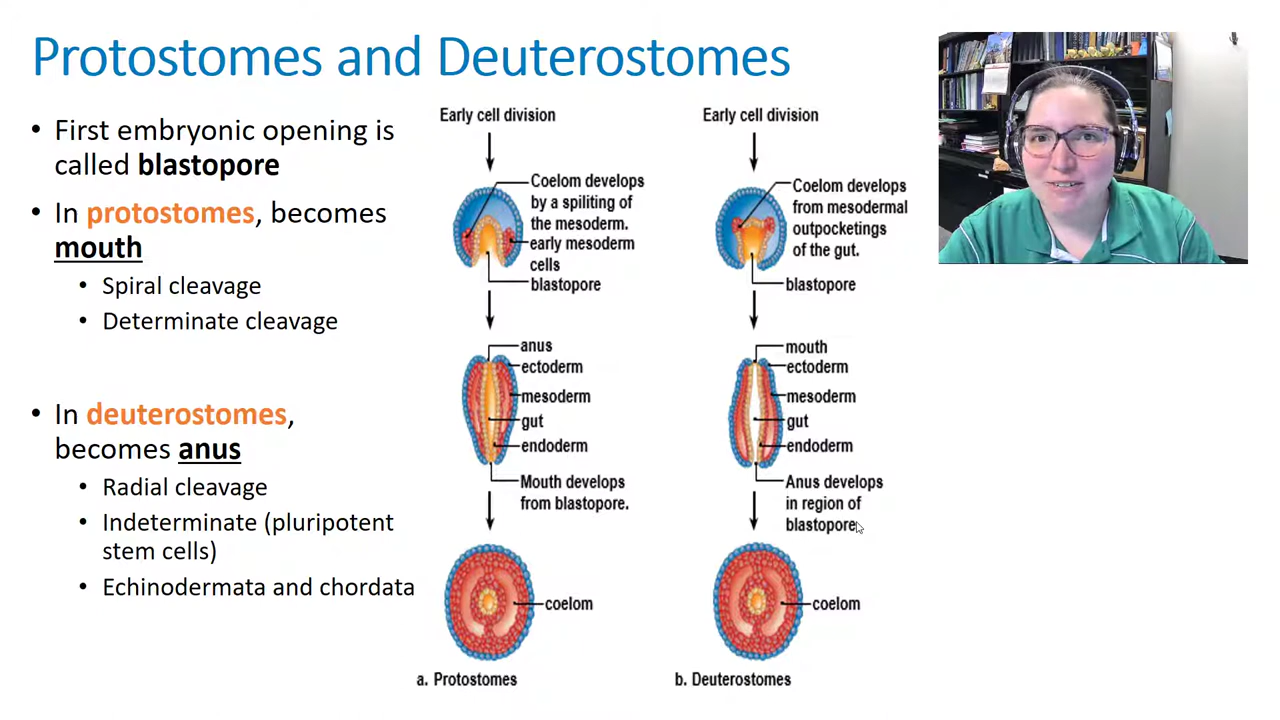 Protostomes and Deuterostomes
• First embryonic opening is
called blastopore
• In protostomes, becomes
mouth
• Spiral cleavage
• Determinate cleavage
• In deuterostomes,
becomes anus
• Radial cleavage
• Indeterminate (pluripotent
stem cells)
• Echinodermata and chordata
Early cell division
Coelom develops
by a spiliting of
the mesoderm.
early mesoderm
cells
blastopore
anus
ectoderm
mesoderm
gut
endoderm
Mouth develops
from blastopore.
coelom
a. Protostomes
Early cell division
Coelom develops
from mesodermal
outpocketings
of the gut.
blastopore
mouth
ectoderm
mesoderm
gut
endoderm
Anus develops
in region of
blastopore.
coelom
b. Deuterostomes